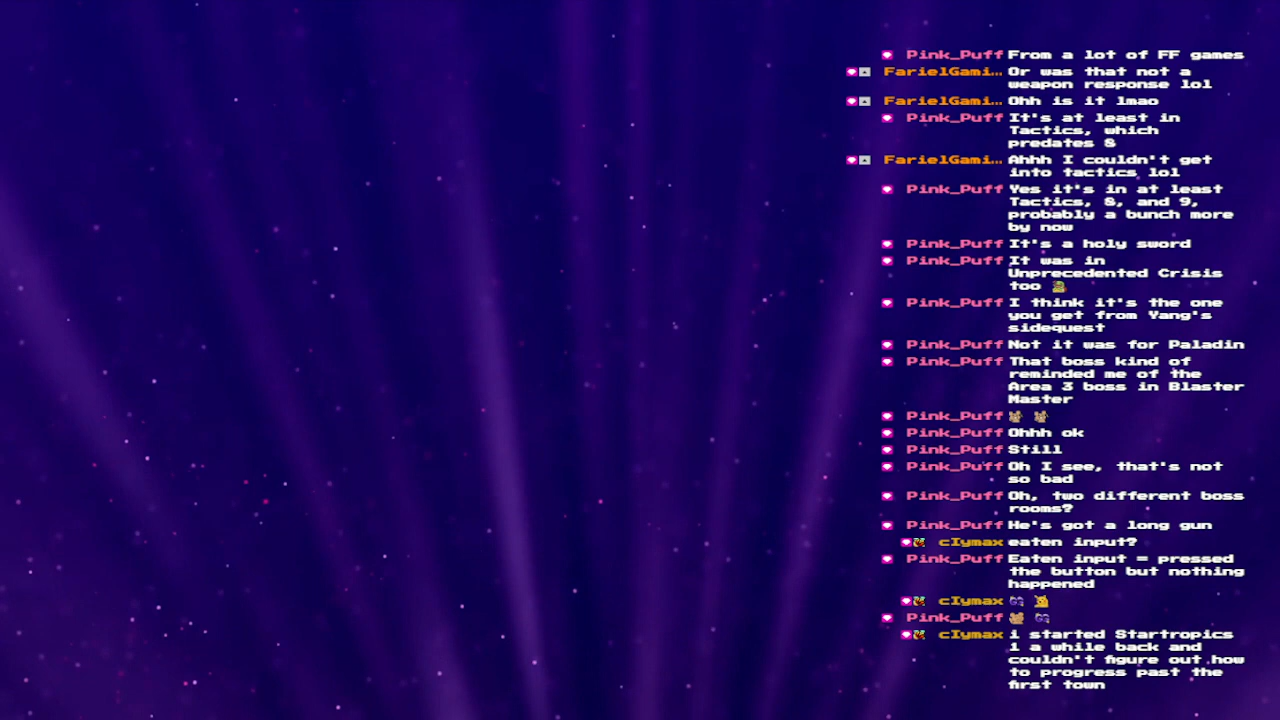 Pink_Puff From a lot of FF games
FarielGami... Or was that not a
weapon response lol
FarielGami... Ohh is it lmao
Pink_Puff It's at least in
Tactics, which
predates 8
FarielGami... Ahhh I couldn't get
into tactics lol
Pink_Puff Yes it's in at least
Tactics, 8, and 9,
probably a bunch more
by now
Pink_Puff It's a holy sword
Pink_Puff It was in
Unprecedented Crisis
too
Pink_Puff I think it's the one
you get from Yang's
sidequest
Pink_Puff Not it was for Paladin
Pink_Puff That boss kind of
reminded me of the
Area 3 boss in Blaster
Master
Pink_Puff
Pink_Puff Ohhh ok
Pink_Puff Still
Pink_Puff Oh I see, that's not
so bad
Pink_Puff Oh, two different boss
rooms?
Pink_Puff He's got a long gun
cIymax eaten input?
Pink_Puff Eaten input = pressed
the button but nothing
happened
cIymax
Pink_Puff
cIymax i started Startropics
1 a while back and
couldn't figure out how
to progress past the
first town